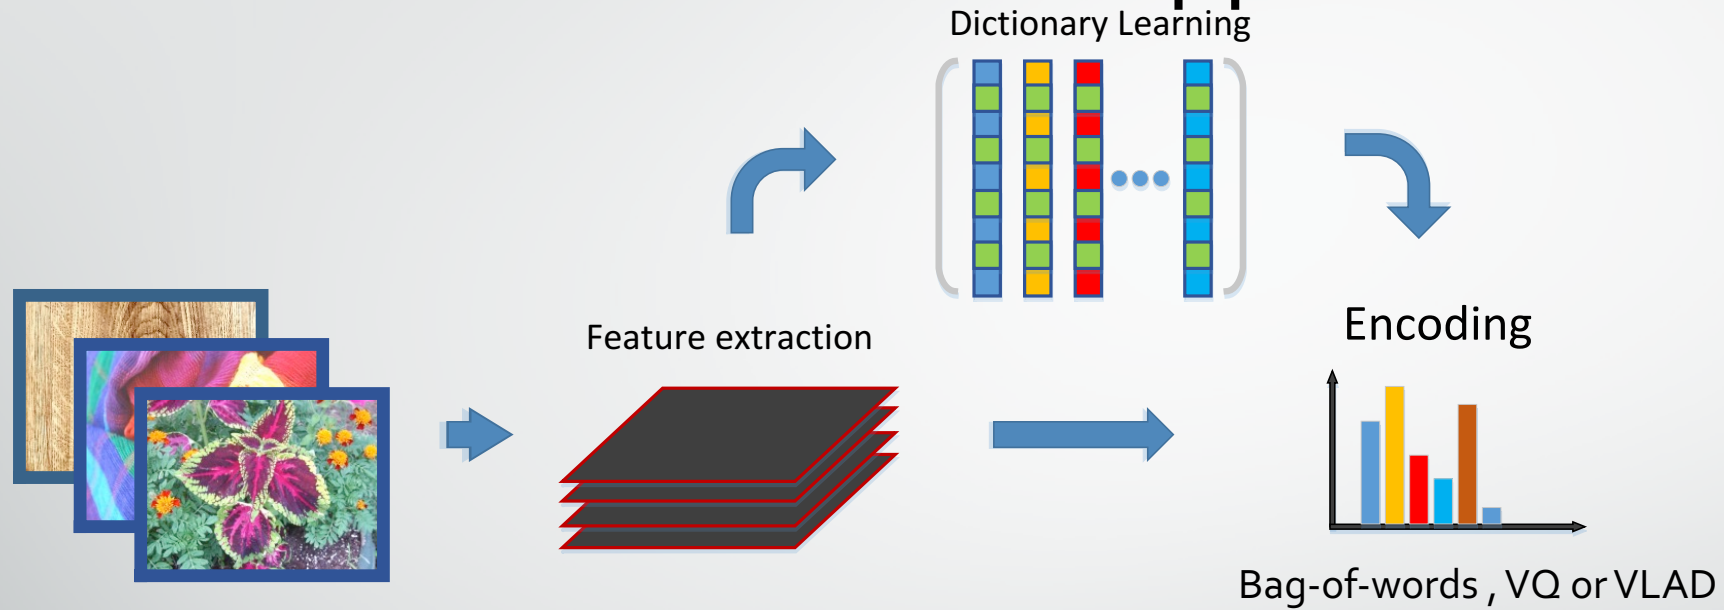 Dictionary Learning
Feature extraction
Encoding
Bag-of-words , VQ or VLAD